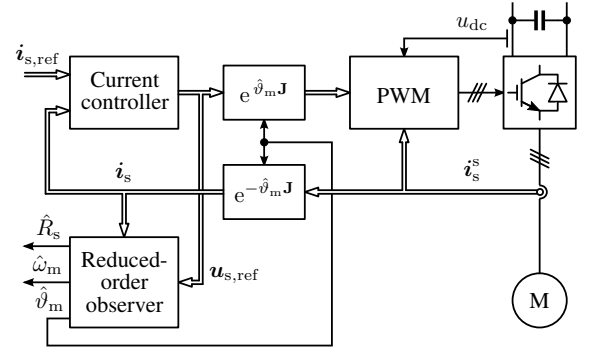 u_dc
i_s,ref
Current
controller
e^{ϑ̂_m J}
PWM
i_s
e^{-ϑ̂_m J}
i_s^s
R̂_s
ω̂_m
ϑ̂_m
Reduced-
order
observer
u_s,ref
M